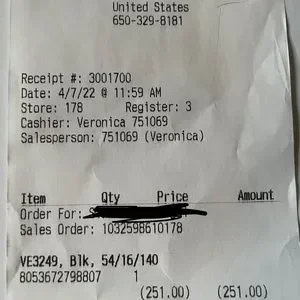 United States
650-329-8181
Receipt #: 3001700
Date: 4/7/22 @ 11:59 AM
Store: 178 Register: 3
Cashier: Veronica 751069
Salesperson: 751069 (Veronica)
Item Qty Price Amount
Order For:
Sales Order: 1032598610178
VE3249, Blk, 54/16/140
8053672798807 1
(251.00) (251.00)